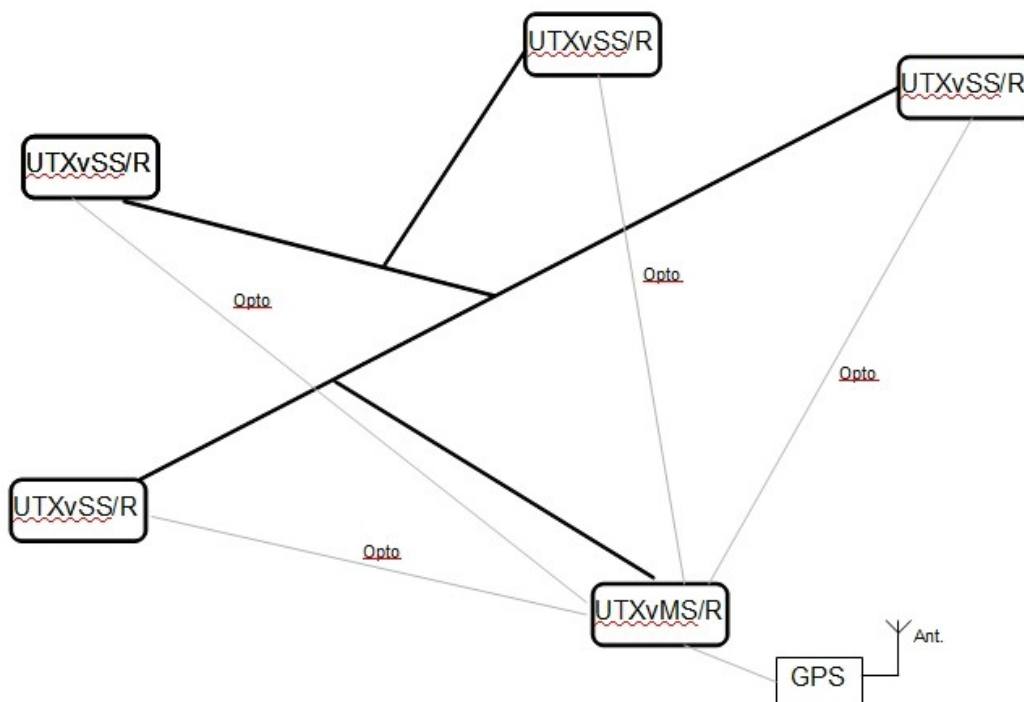 UTXvSS/R
UTXvSS/R
UTXvSS/R
Opto
Opto
Opto
UTXvSS/R
Opto
UTXvMS/R
Ant.
GPS